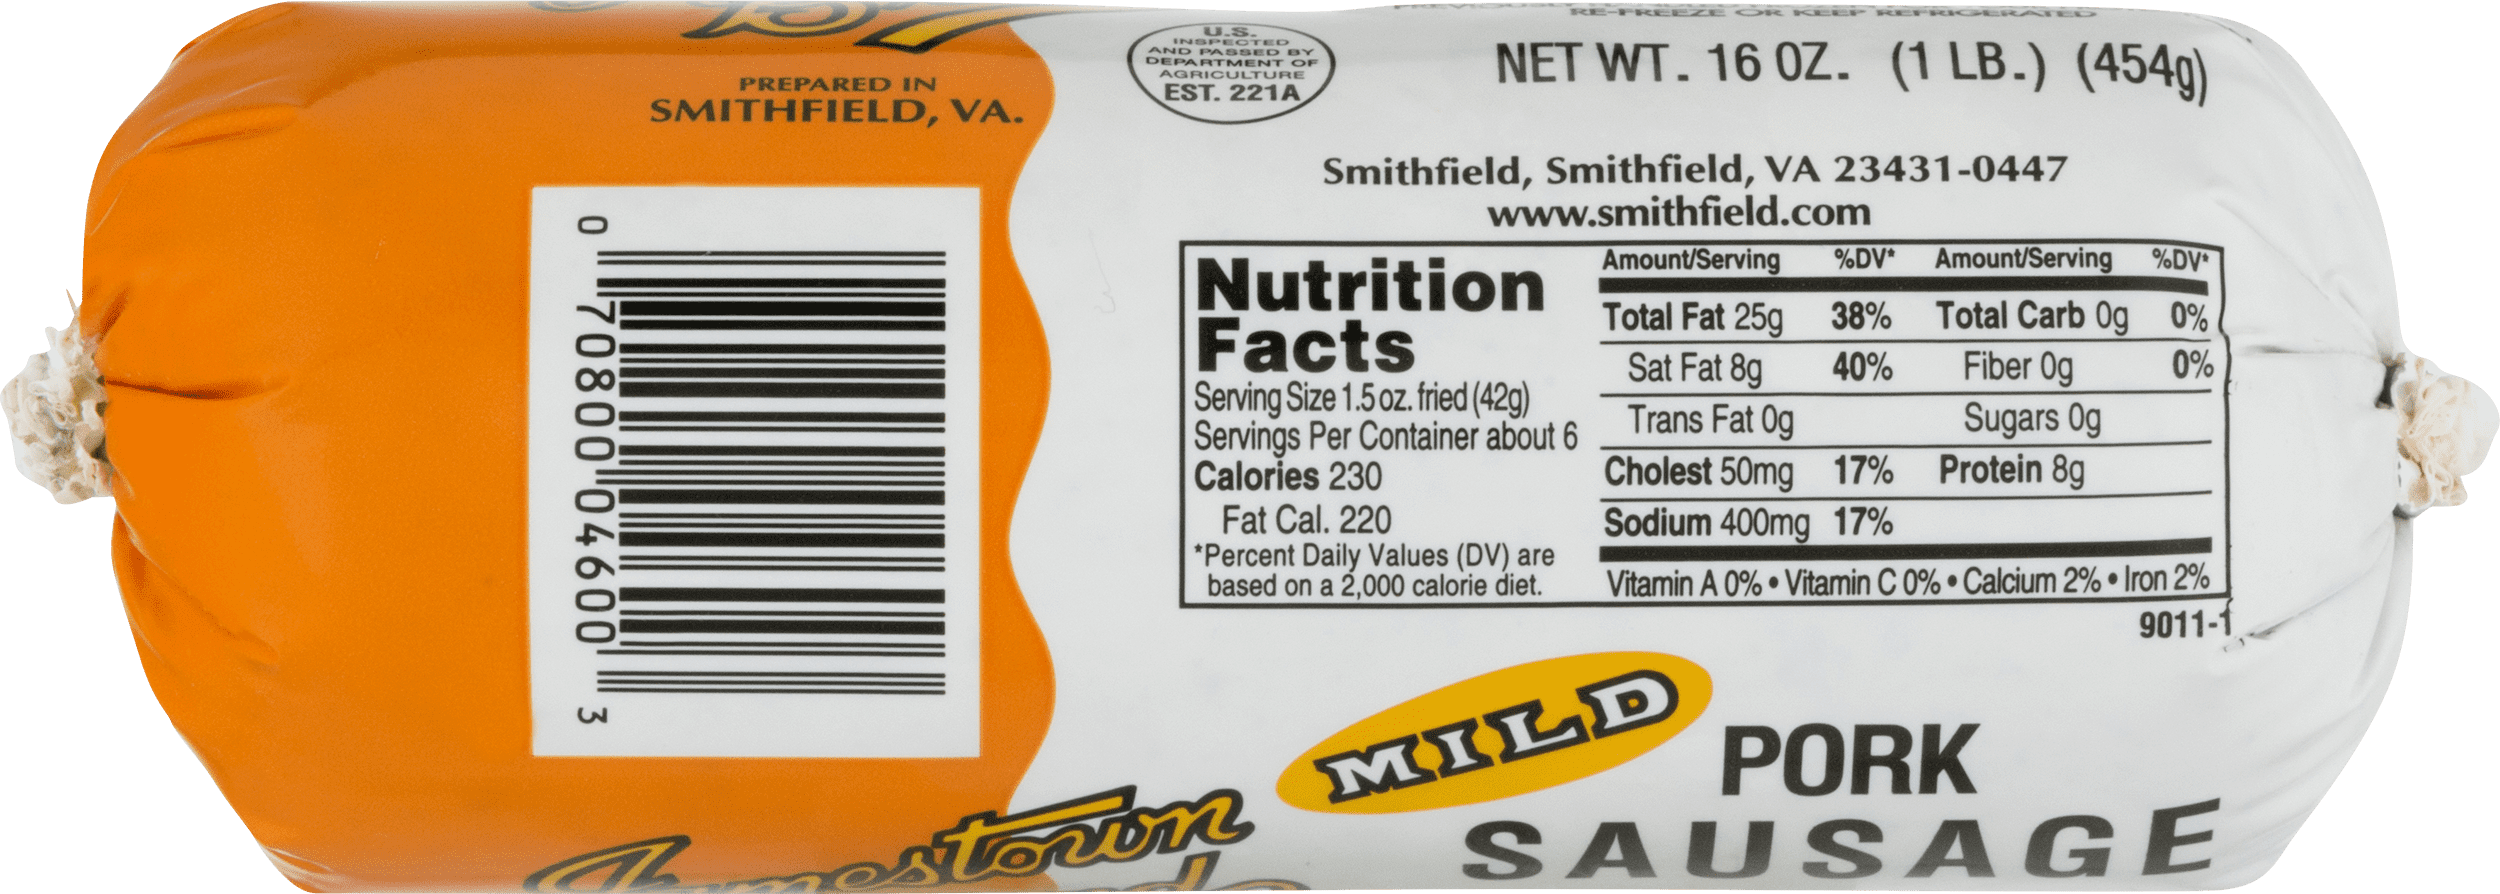 RE-FREEZE OR KEEP REFRIGERATED
U.S.
INSPECTED
AND PASSED BY
DEPARTMENT OF
AGRICULTURE
EST. 221A
NET WT. 16 OZ. (1 LB.) (454g)
PREPARED IN
SMITHFIELD, VA.
Smithfield, Smithfield, VA 23431-0447
www.smithfield.com
0 70800 04600 3
Nutrition
Facts
Serving Size 1.5 oz. fried (42g)
Servings Per Container about 6
Calories 230
Fat Cal. 220
*Percent Daily Values (DV) are
based on a 2,000 calorie diet.
Amount/Serving %DV* Amount/Serving %DV*
Total Fat 25g 38% Total Carb 0g 0%
Sat Fat 8g 40% Fiber 0g 0%
Trans Fat 0g Sugars 0g
Cholest 50mg 17% Protein 8g
Sodium 400mg 17%
Vitamin A 0% • Vitamin C 0% • Calcium 2% • Iron 2%
9011-1
MILD
PORK
SAUSAGE
Jamestown